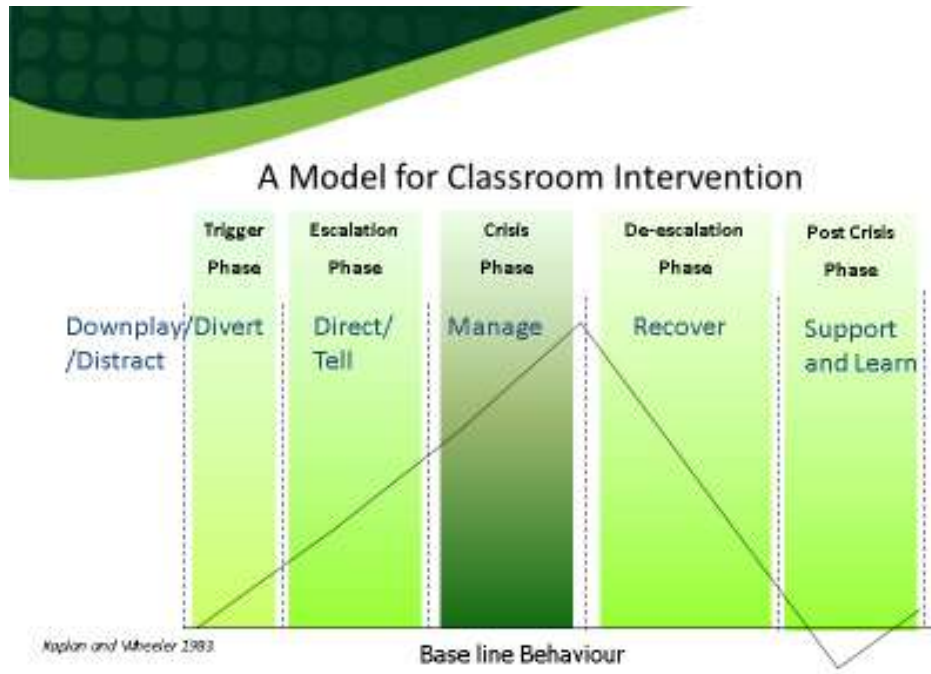 A Model for Classroom Intervention
Trigger
Phase
Escalation
Phase
Crisis
Phase
De-escalation
Phase
Post Crisis
Phase
Downplay/Divert
/Distract
Direct/
Tell
Manage
Recover
Support
and Learn
Kaplan and Wheeler 1983.
Base line Behaviour